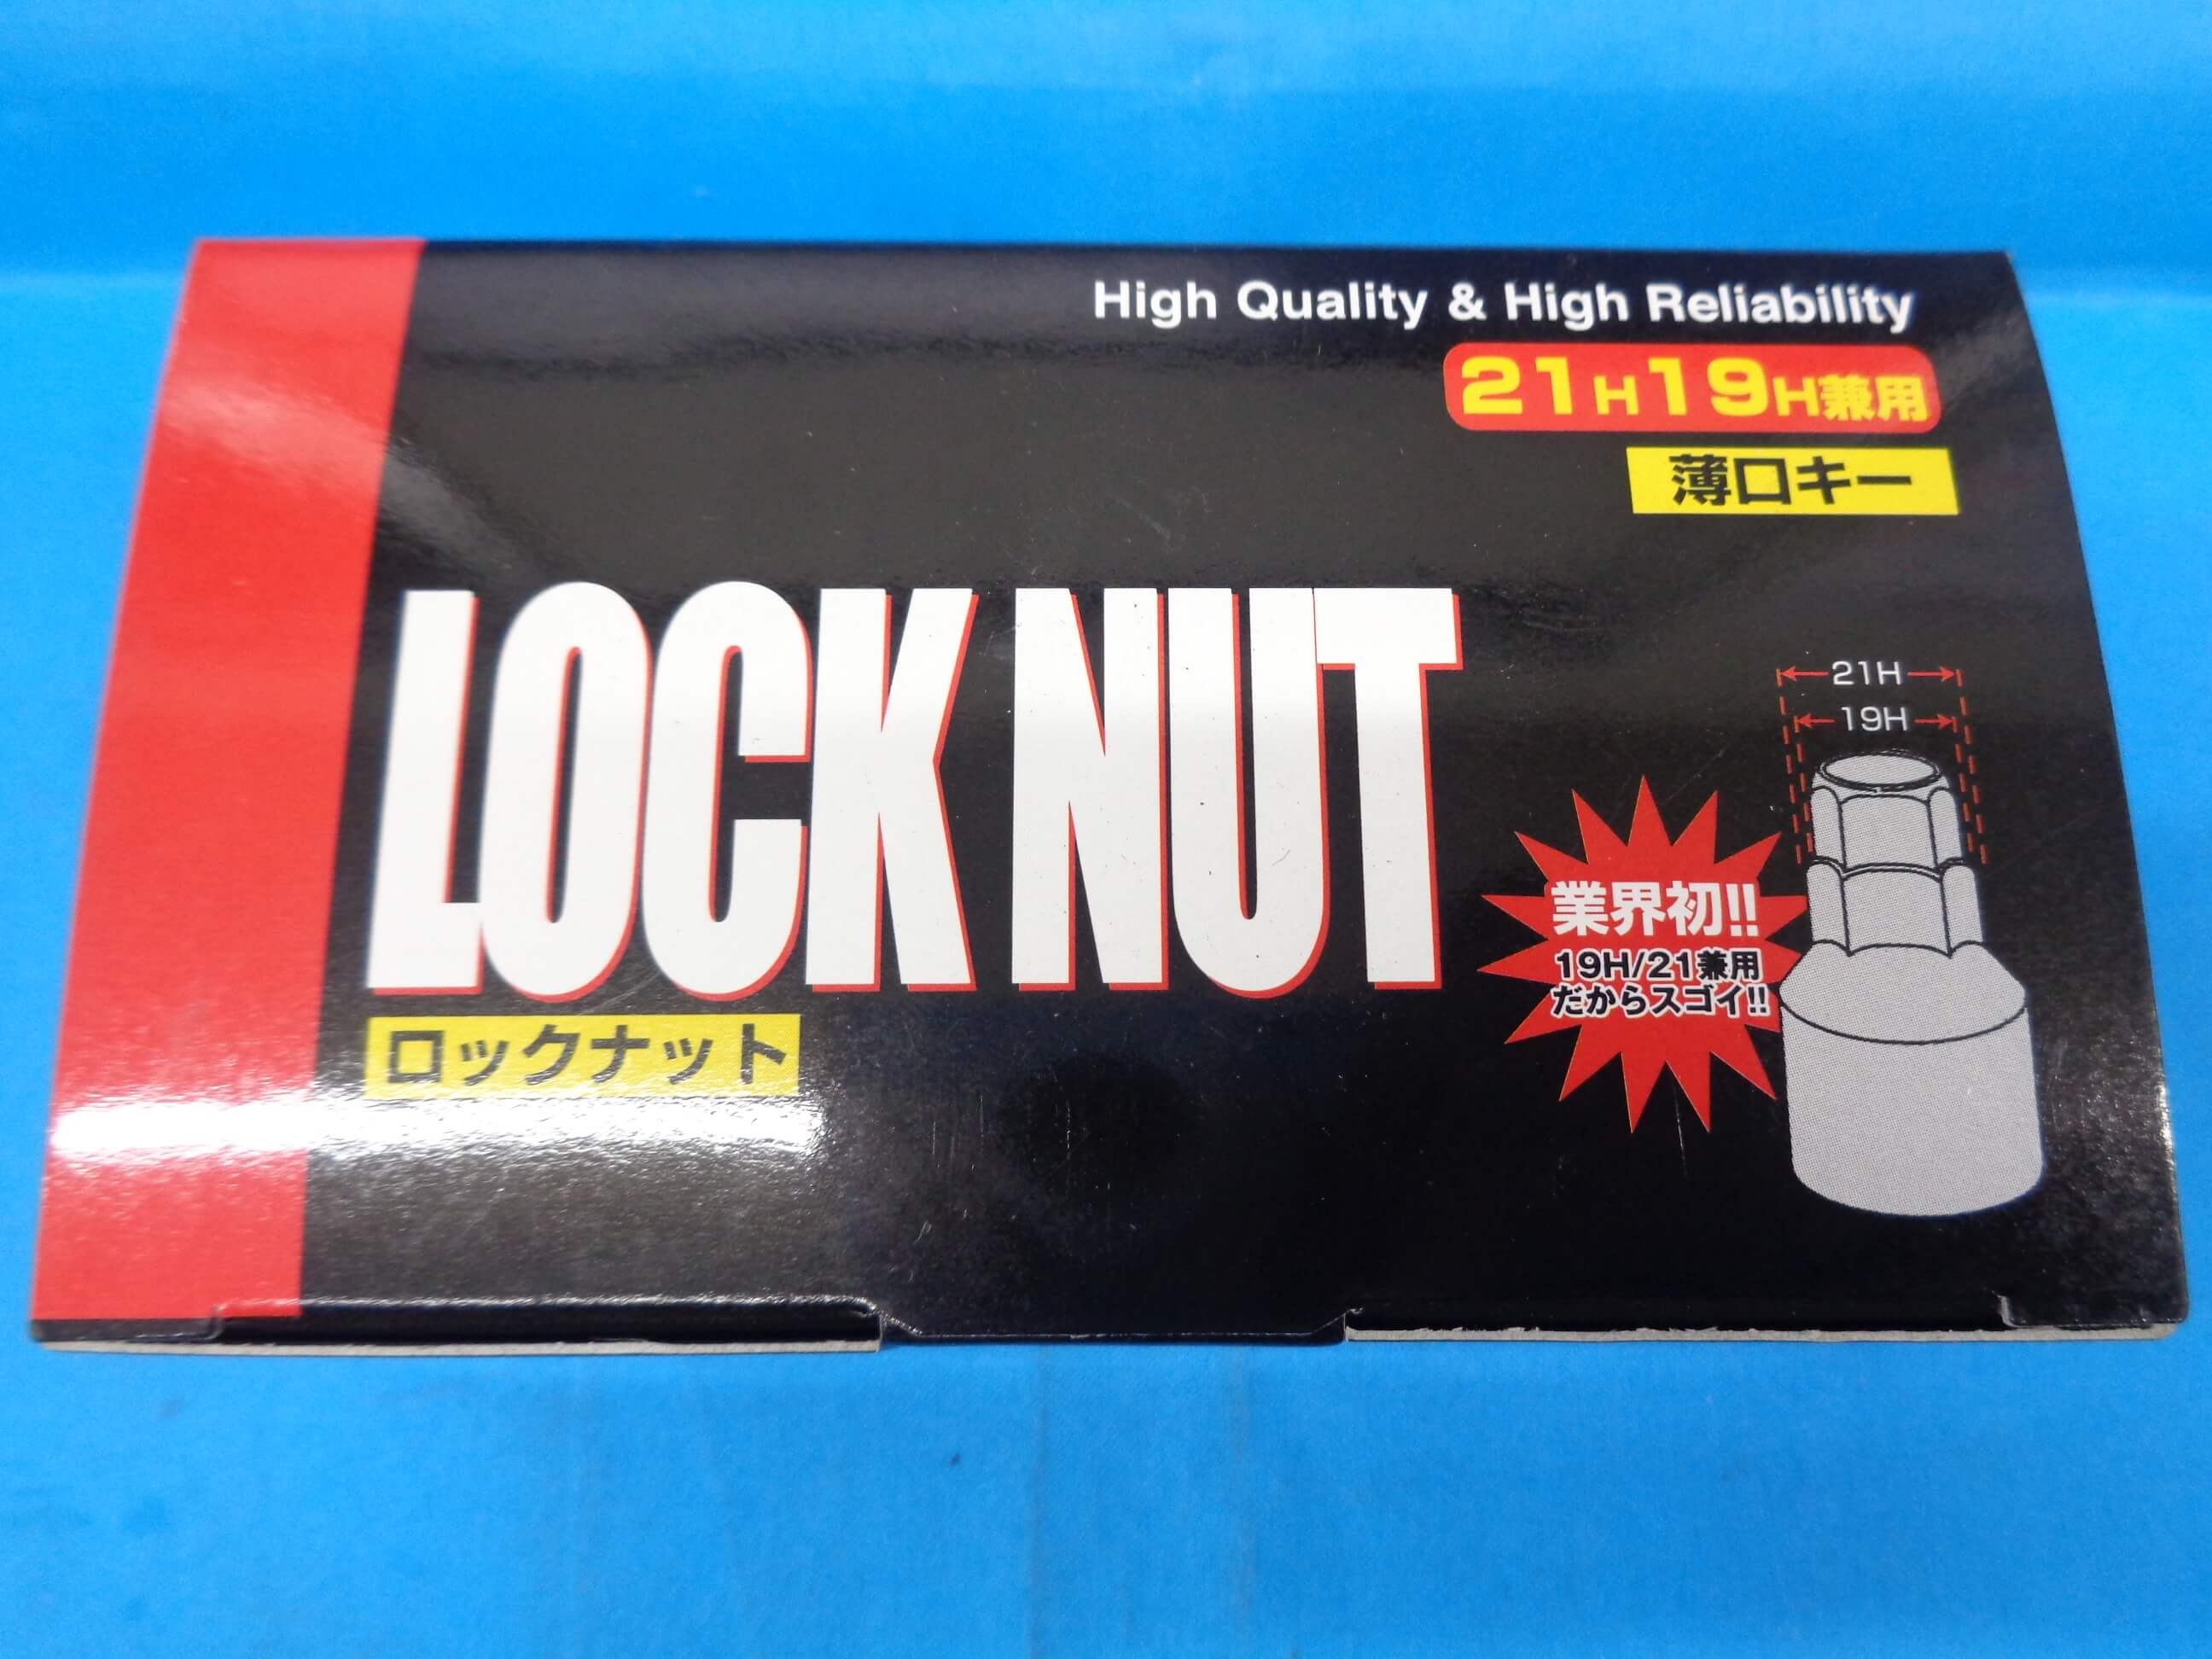 High Quality & High Reliability
21H19H兼用
薄口キー
LOCK NUT
ロックナット
21H
19H
業界初!!
19H/21兼用
だからスゴイ!!